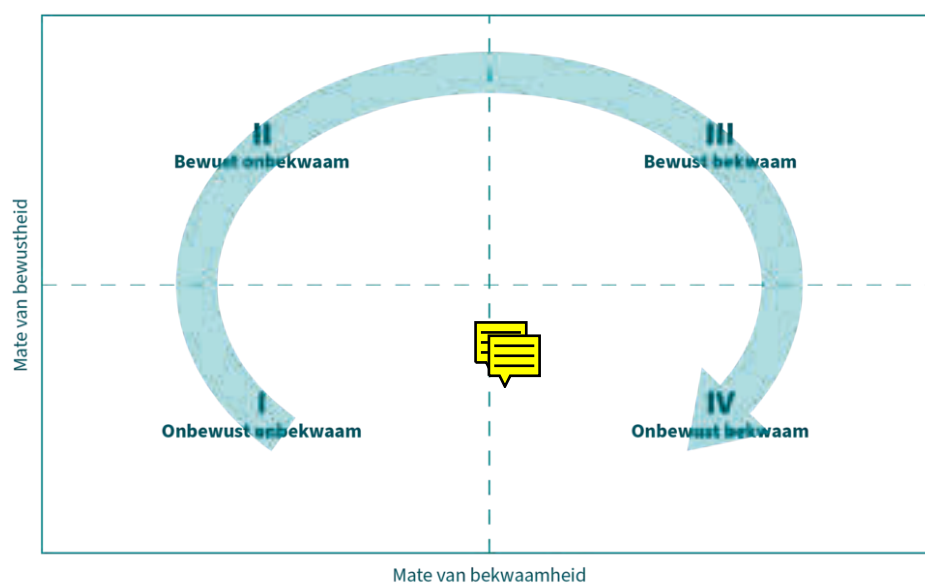 II
Bewust onbekwaam
III
Bewust bekwaam
Mate van bewustheid
I
Onbewust onbekwaam
IV
Onbewust bekwaam
Mate van bekwaamheid